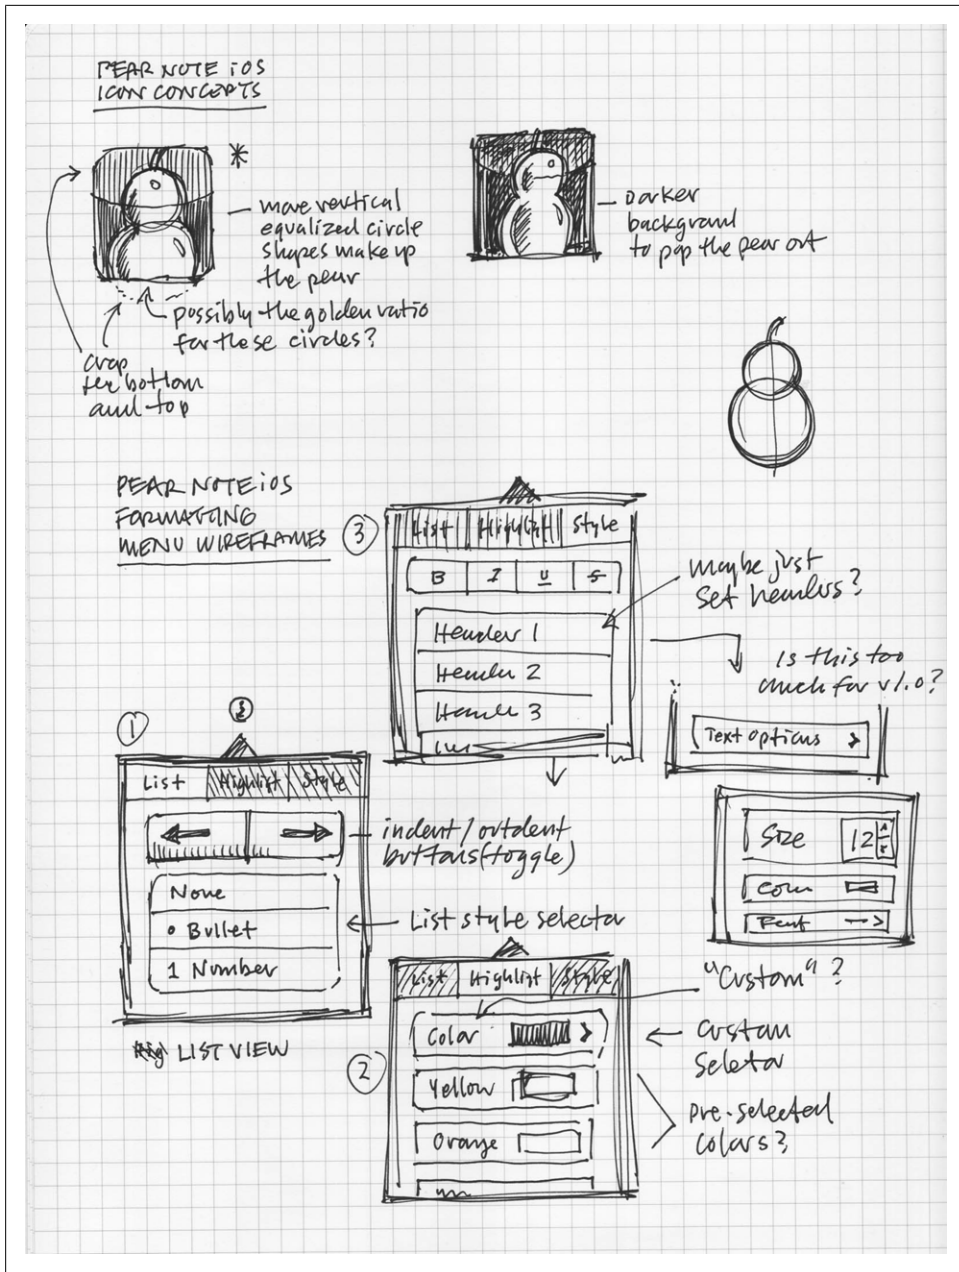 PEAR NOTE iOS
ICON CONCEPTS
*
more vertical
equalized circle
shapes make up
the pear
possibly the golden ratio
for these circles?
crop
bottom
and top
Darker
background
to pop the pear out
PEAR NOTE iOS
FORMATTING
MENU WIREFRAMES
3
List Highlight Style
B I U S
Header 1
Header 2
Header 3
maybe just
set headers?
Is this too
much for v1.0?
Text options >
Size 12
Color
Font →
1
List Highlight Style
← →
indent/outdent
buttons (toggle)
None
• Bullet
1 Number
List style selector
LIST VIEW
2
List Highlight Style
Color >
Yellow
Orange
"Custom"?
Custom
Selector
Pre-selected
colors?